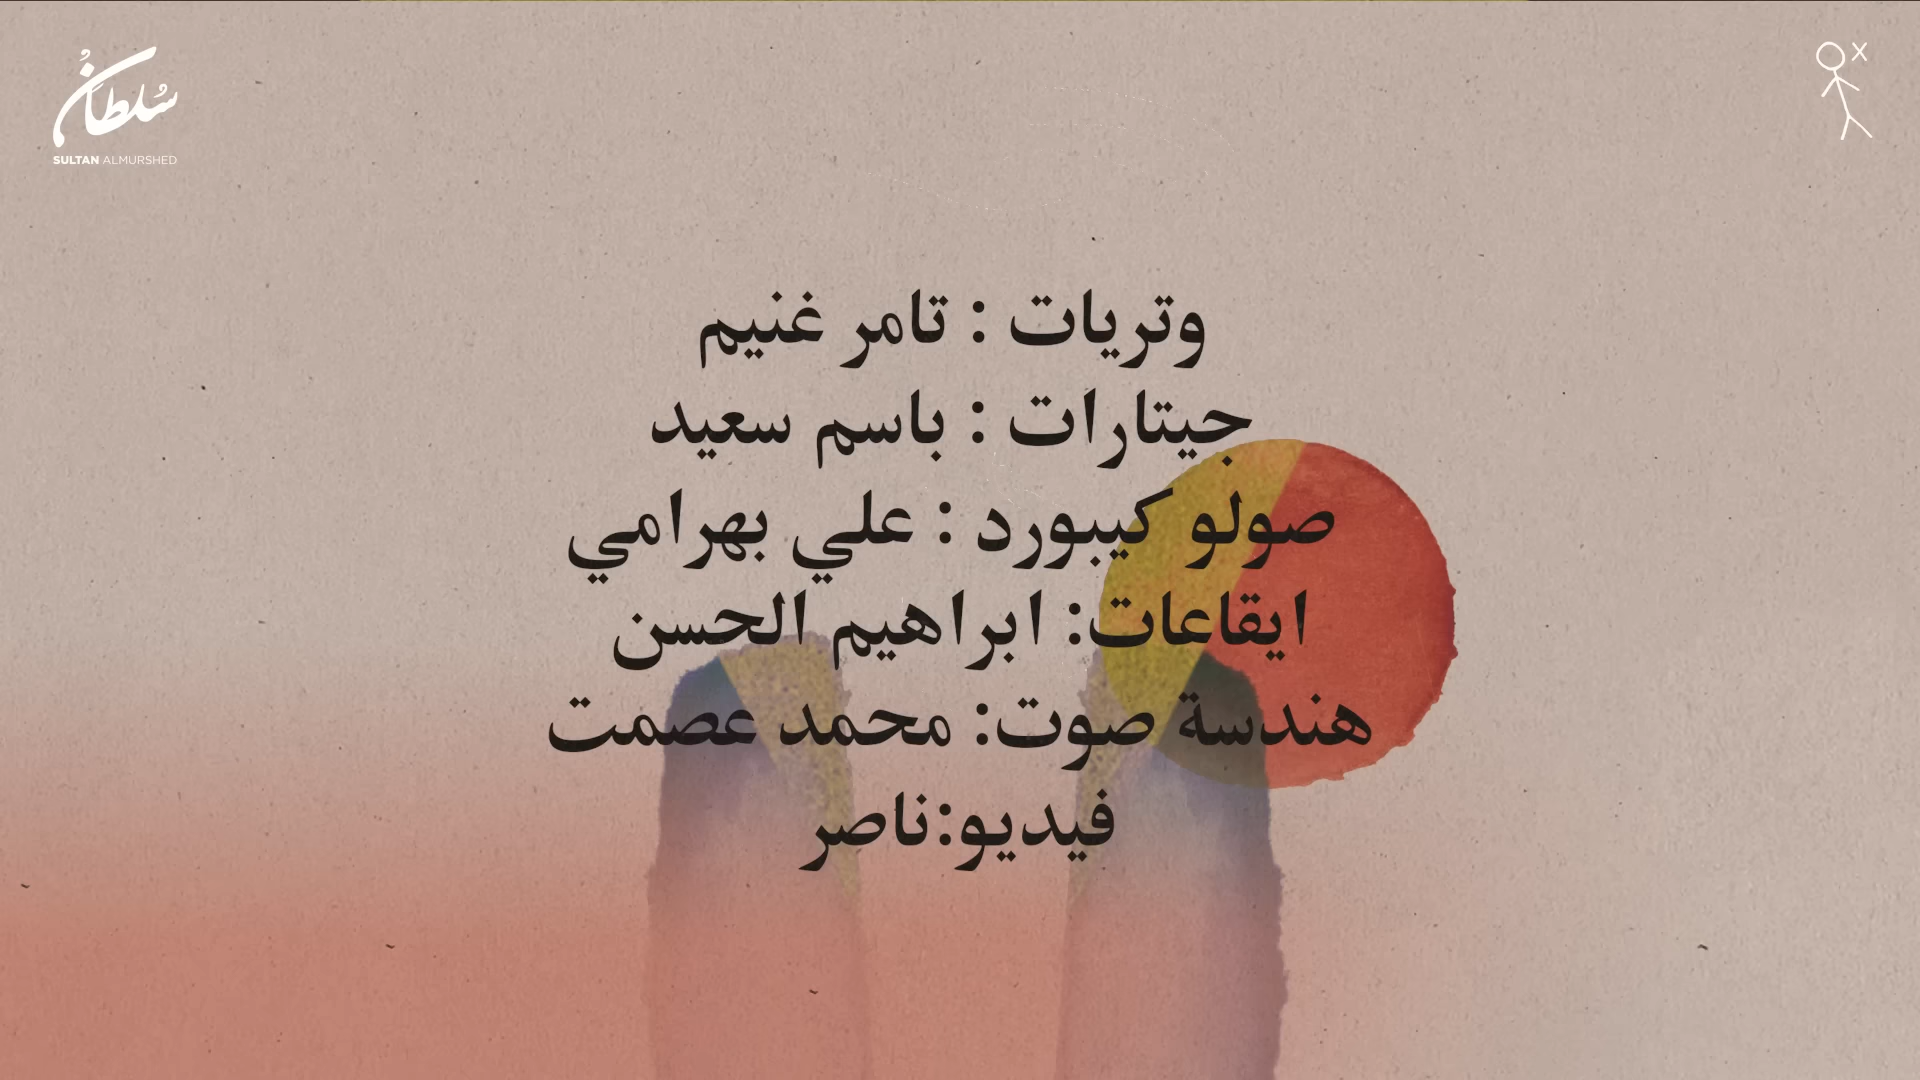 سلطان
SULTAN ALMURSHED
x
وتريات : تامر غنيم
جيتارات : باسم سعيد
صولو كيبورد : علي بهرامي
ايقاعات: ابراهيم الحسن
هندسة صوت: محمد عصمت
فيديو:ناصر